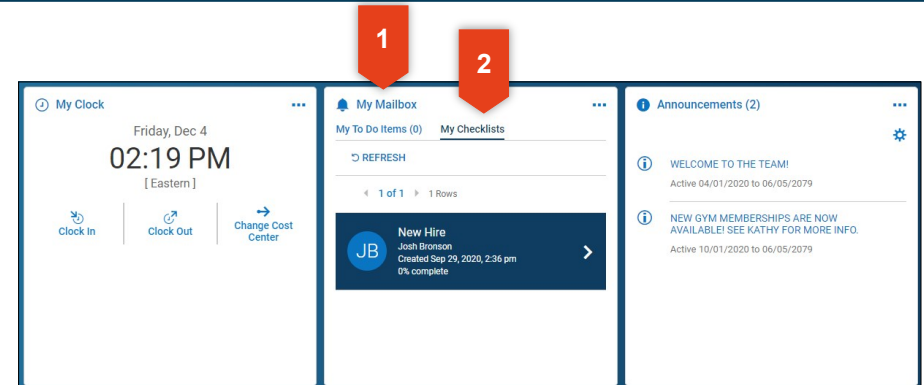 1
2
My Clock
Friday, Dec 4
02:19 PM
[ Eastern ]
Clock In
Clock Out
Change Cost
Center
My Mailbox
My To Do Items (0) My Checklists
REFRESH
1 of 1 1 Rows
JB
New Hire
Josh Bronson
Created Sep 29, 2020, 2:36 pm
0% complete
Announcements (2)
WELCOME TO THE TEAM!
Active 04/01/2020 to 06/05/2079
NEW GYM MEMBERSHIPS ARE NOW
AVAILABLE! SEE KATHY FOR MORE INFO.
Active 10/01/2020 to 06/05/2079